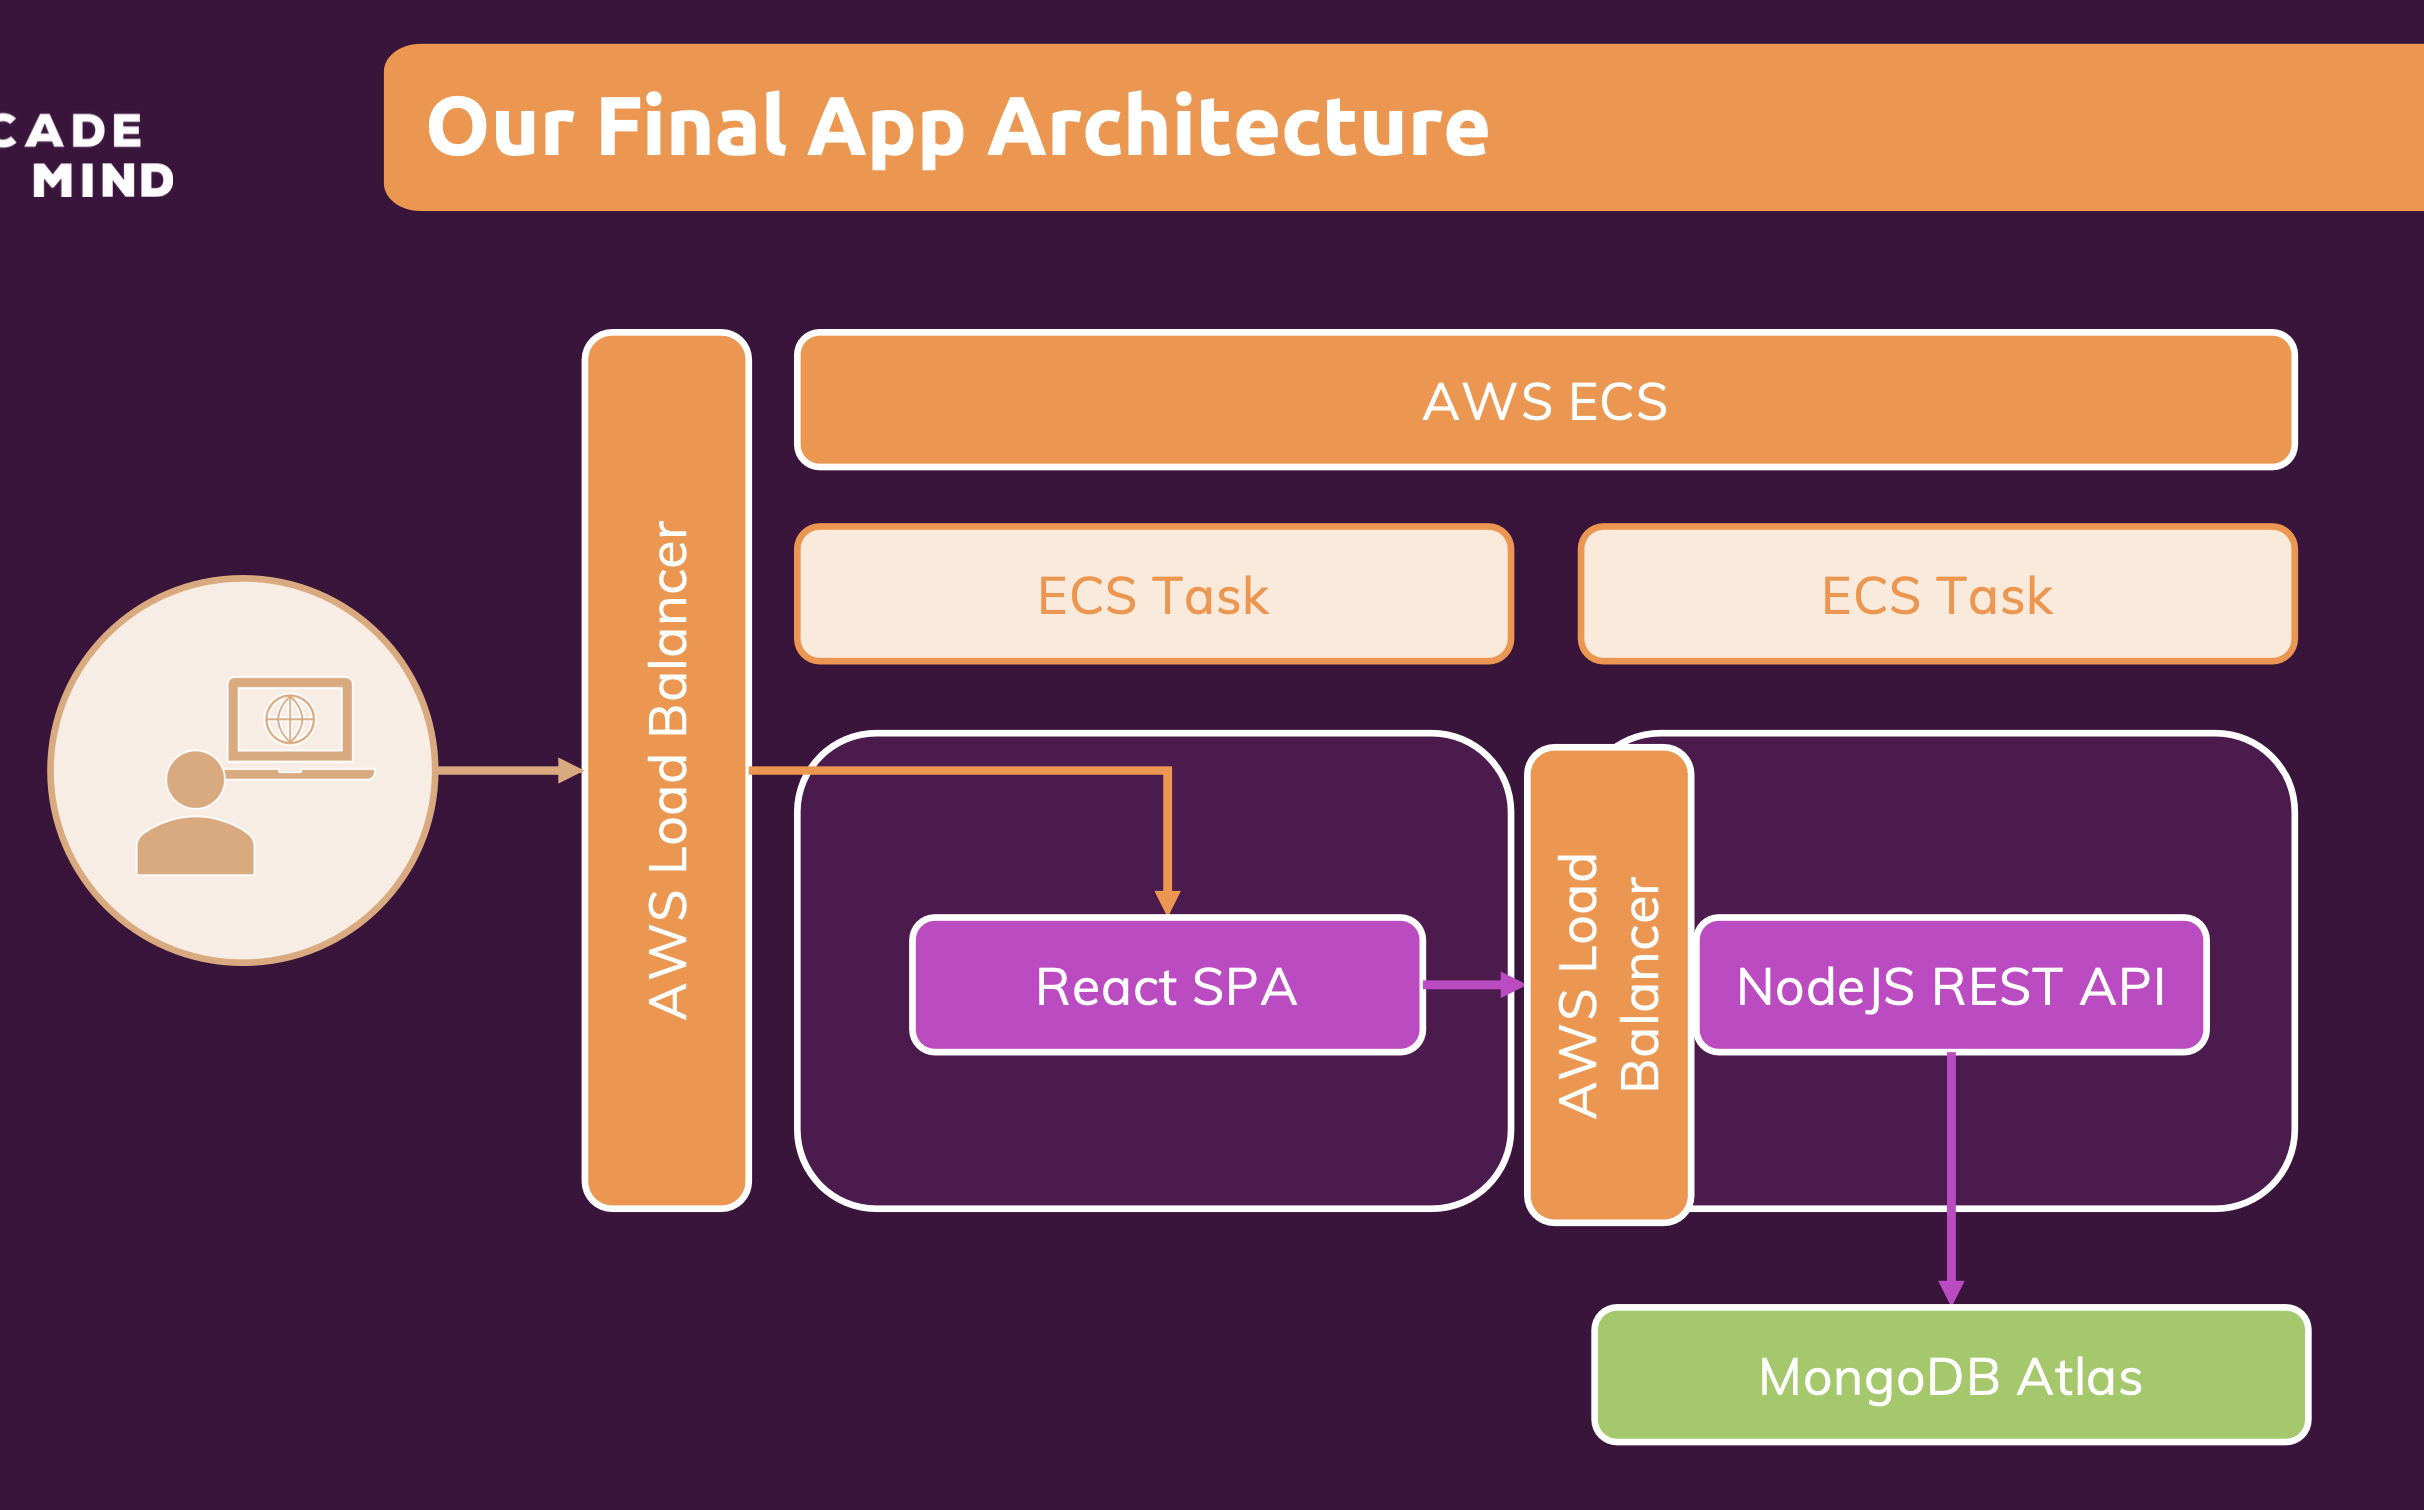 CADE
MIND
Our Final App Architecture
AWS Load Balancer
AWS ECS
ECS Task
ECS Task
React SPA
AWS Load
Balancer
NodeJS REST API
MongoDB Atlas